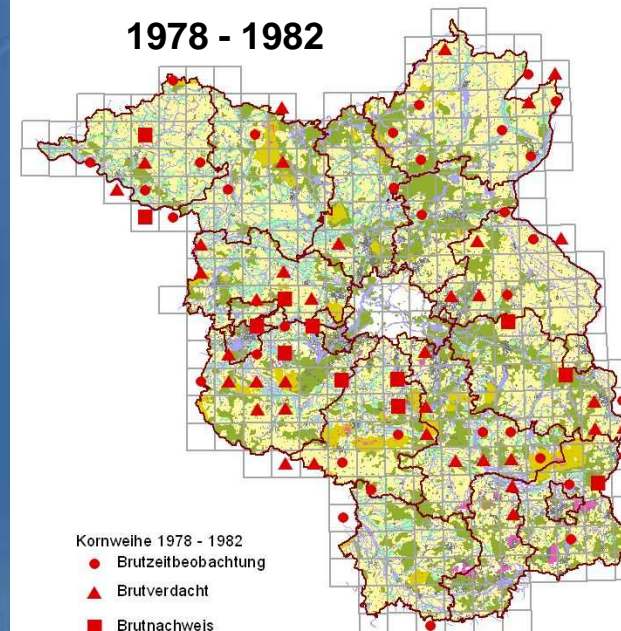 1978 - 1982
Kornweihe 1978 - 1982
Brutzeitbeobachtung
Brutverdacht
Brutnachweis